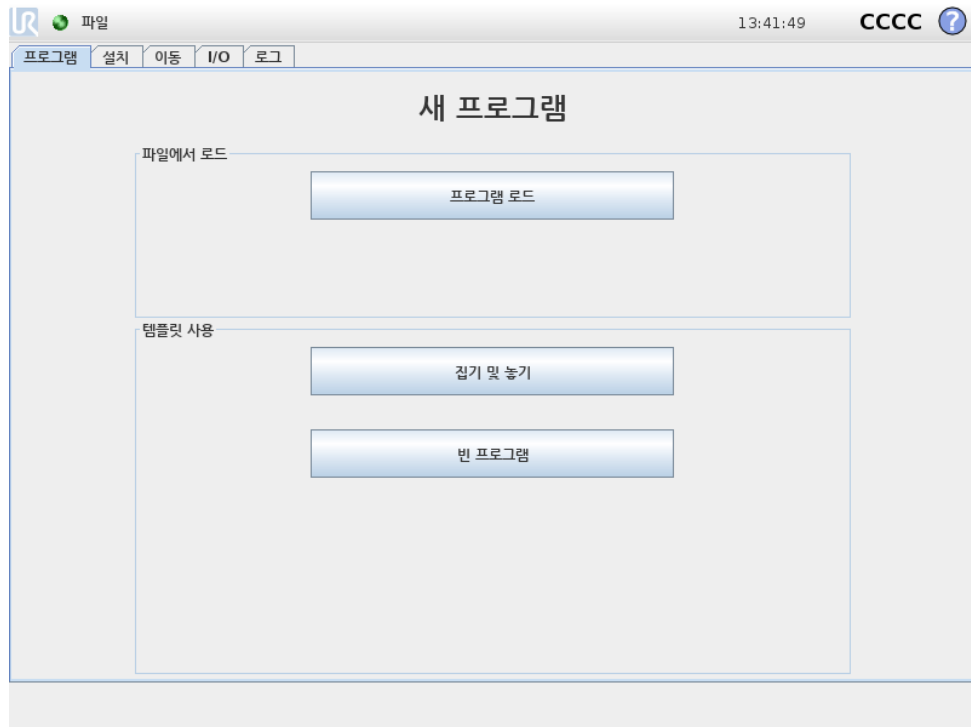 UR 파일 13:41:49 CCCC ?
프로그램 설치 이동 I/O 로그
새 프로그램
파일에서 로드
프로그램 로드
템플릿 사용
집기 및 놓기
빈 프로그램